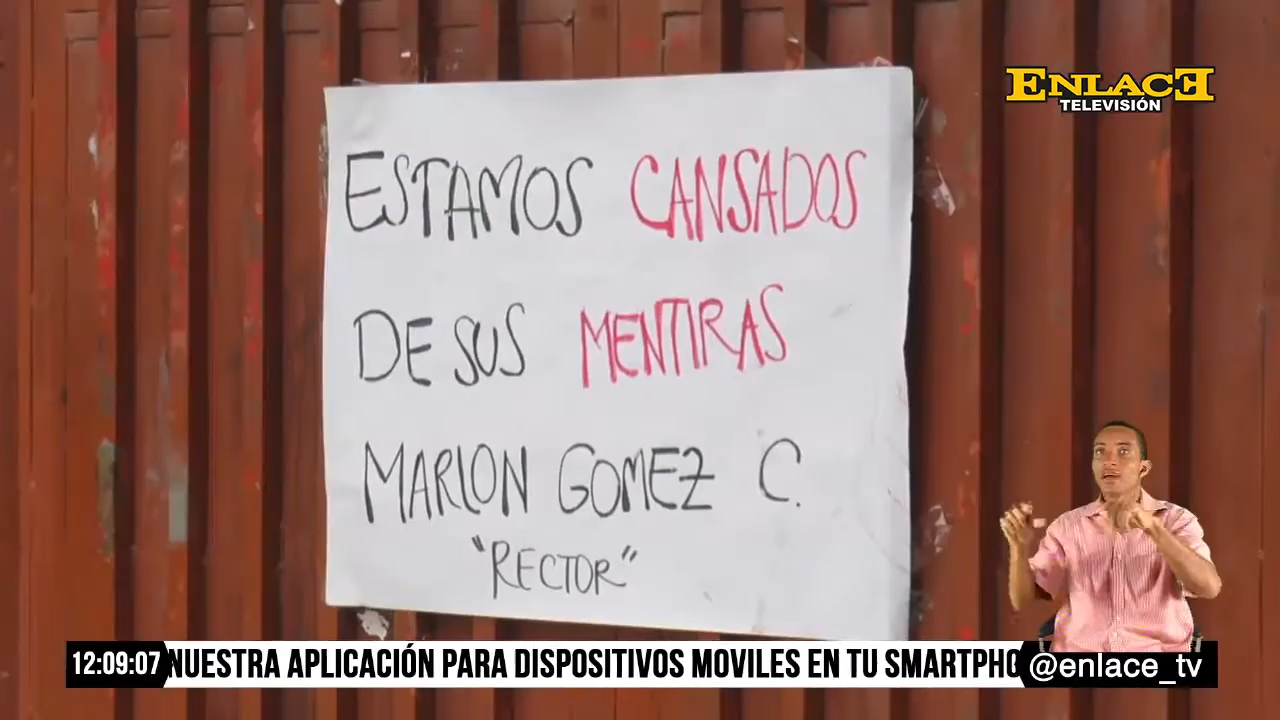 ENLACE
TELEVISIÓN
ESTAMOS CANSADOS
DE SUS MENTIRAS
MARLON GOMEZ C.
"RECTOR"
12:09:07 NUESTRA APLICACIÓN PARA DISPOSITIVOS MOVILES EN TU SMARTPHO @enlace_tv